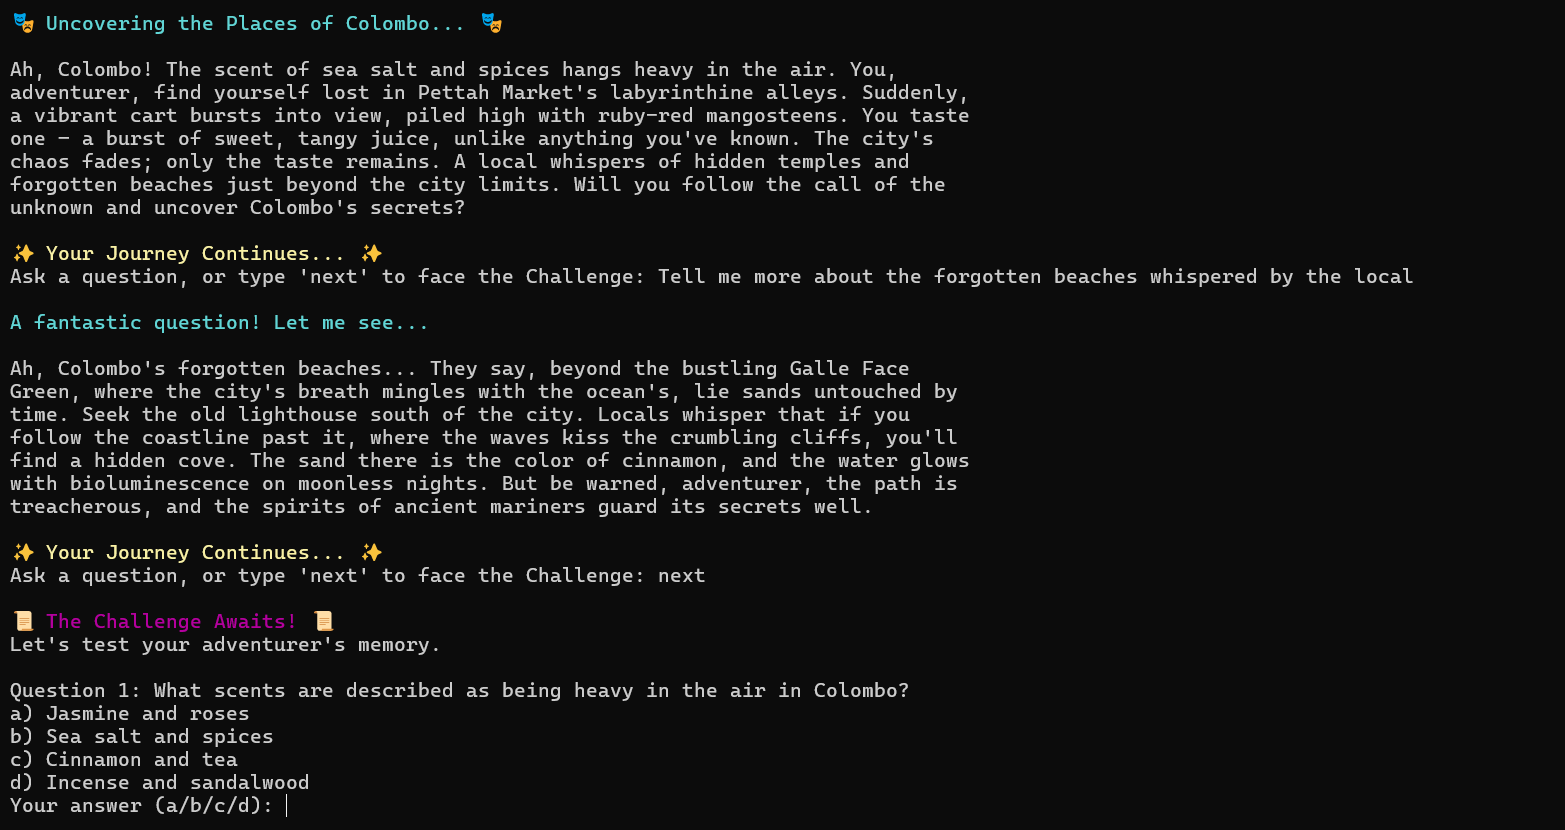 🎭 Uncovering the Places of Colombo... 🎭
Ah, Colombo! The scent of sea salt and spices hangs heavy in the air. You,
adventurer, find yourself lost in Pettah Market's labyrinthine alleys. Suddenly,
a vibrant cart bursts into view, piled high with ruby-red mangosteens. You taste
one – a burst of sweet, tangy juice, unlike anything you've known. The city's
chaos fades; only the taste remains. A local whispers of hidden temples and
forgotten beaches just beyond the city limits. Will you follow the call of the
unknown and uncover Colombo's secrets?
✨ Your Journey Continues... ✨
Ask a question, or type 'next' to face the Challenge: Tell me more about the forgotten beaches whispered by the local
A fantastic question! Let me see...
Ah, Colombo's forgotten beaches... They say, beyond the bustling Galle Face
Green, where the city's breath mingles with the ocean's, lie sands untouched by
time. Seek the old lighthouse south of the city. Locals whisper that if you
follow the coastline past it, where the waves kiss the crumbling cliffs, you'll
find a hidden cove. The sand there is the color of cinnamon, and the water glows
with bioluminescence on moonless nights. But be warned, adventurer, the path is
treacherous, and the spirits of ancient mariners guard its secrets well.
✨ Your Journey Continues... ✨
Ask a question, or type 'next' to face the Challenge: next
📜 The Challenge Awaits! 📜
Let's test your adventurer's memory.
Question 1: What scents are described as being heavy in the air in Colombo?
a) Jasmine and roses
b) Sea salt and spices
c) Cinnamon and tea
d) Incense and sandalwood
Your answer (a/b/c/d):